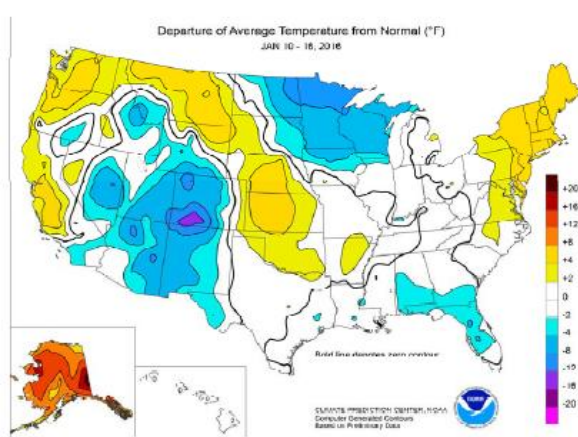 Departure of Average Temperature from Normal (°F)
JAN 10 - 16, 2016
+20
+16
+12
+8
+4
+2
0
-2
-4
-8
-12
-16
-20
Bold line denotes zero contour
CLIMATE PREDICTION CENTER, NOAA
Computer Generated Contours
Based on Preliminary Data
NOAA